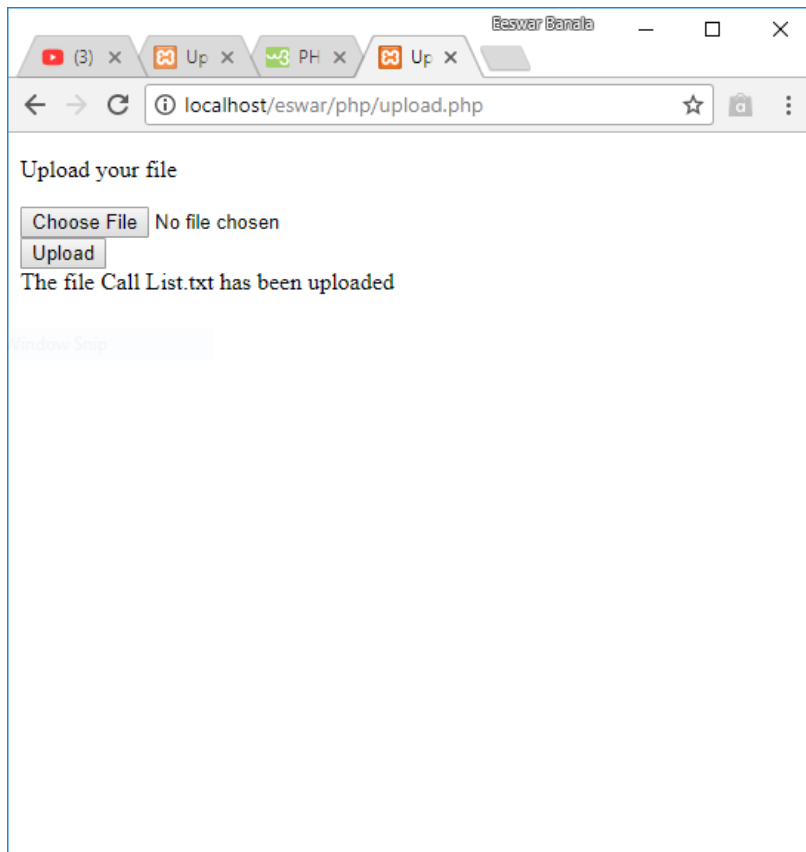 Eeswar Banala
(3) Up PH Up
localhost/eswar/php/upload.php
Upload your file
Choose File No file chosen
Upload
The file Call List.txt has been uploaded
Window Snip